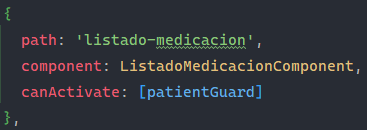 {
path: 'listado-medicacion',
component: ListadoMedicacionComponent,
canActivate: [patientGuard]
},